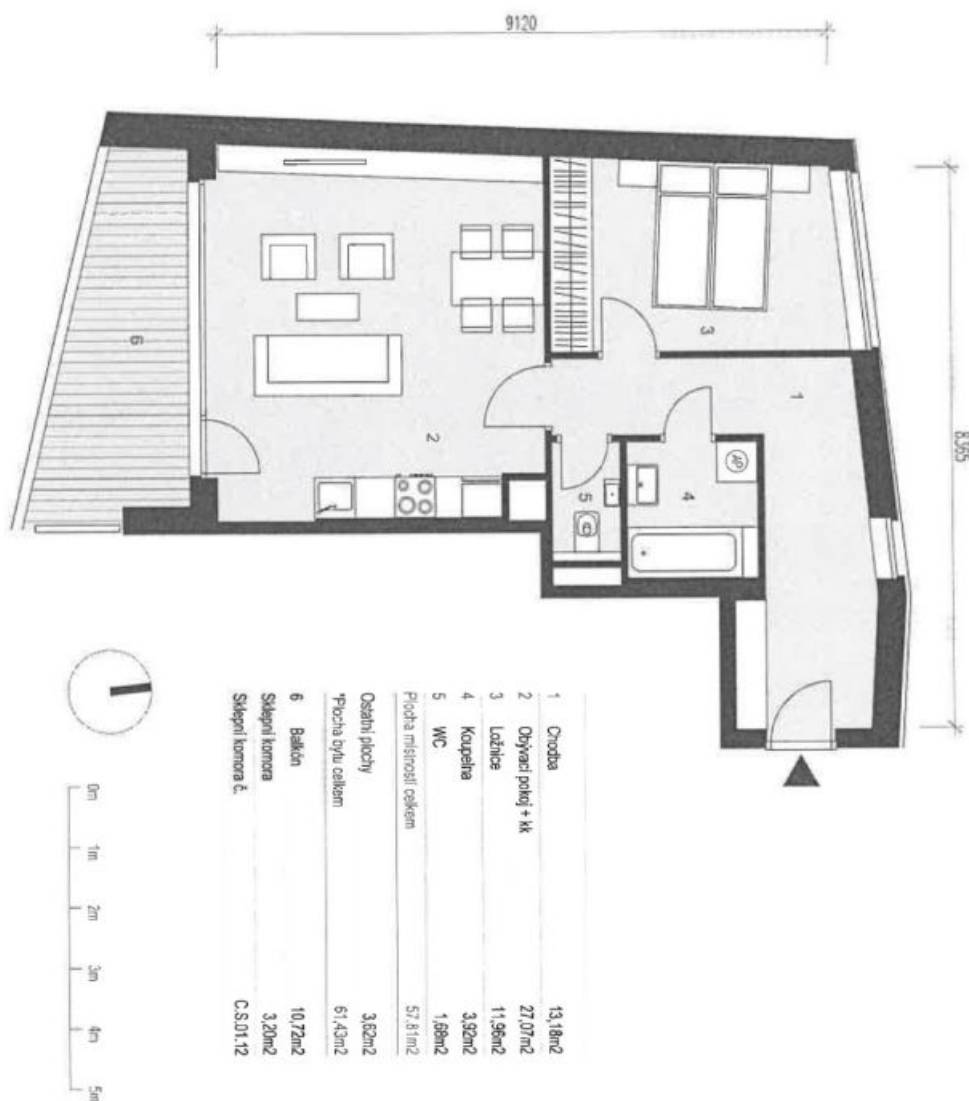 9120
8365
1
2
3
4
5
6
AP
1 Chodba 13,18m2
2 Obývací pokoj + kk 27,07m2
3 Ložnice 11,96m2
4 Koupelna 3,92m2
5 WC 1,68m2
Plocha místností celkem 57,81m2
Ostatní plochy 3,62m2
*Plocha bytu celkem 61,43m2
6 Balkón 10,72m2
Sklepní komora 3,20m2
Sklepní komora č. C.S.01.12
0m 1m 2m 3m 4m 5m